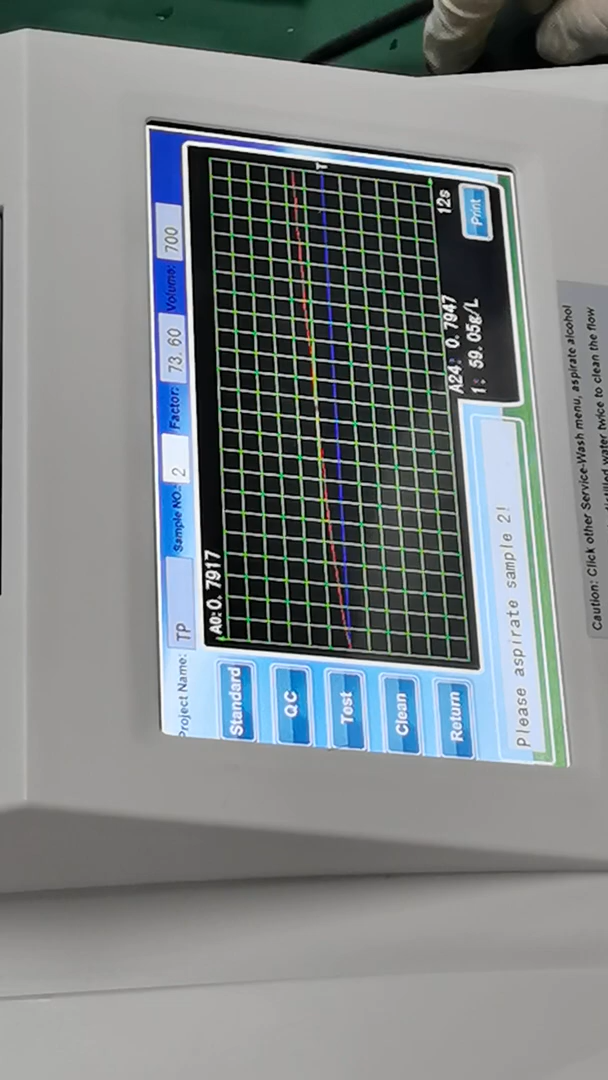 Project Name: TP Sample NO.: 2 Factor: 73.60 Volume: 700
Standard
QC
Test
Clean
Return
A0:0.7917
T
12s
A24: 0.7947
1: 59.05g/L
Print
Please aspirate sample 2!
Caution: Click other Service-Wash menu, aspirate alcohol
water twice to clean the flow